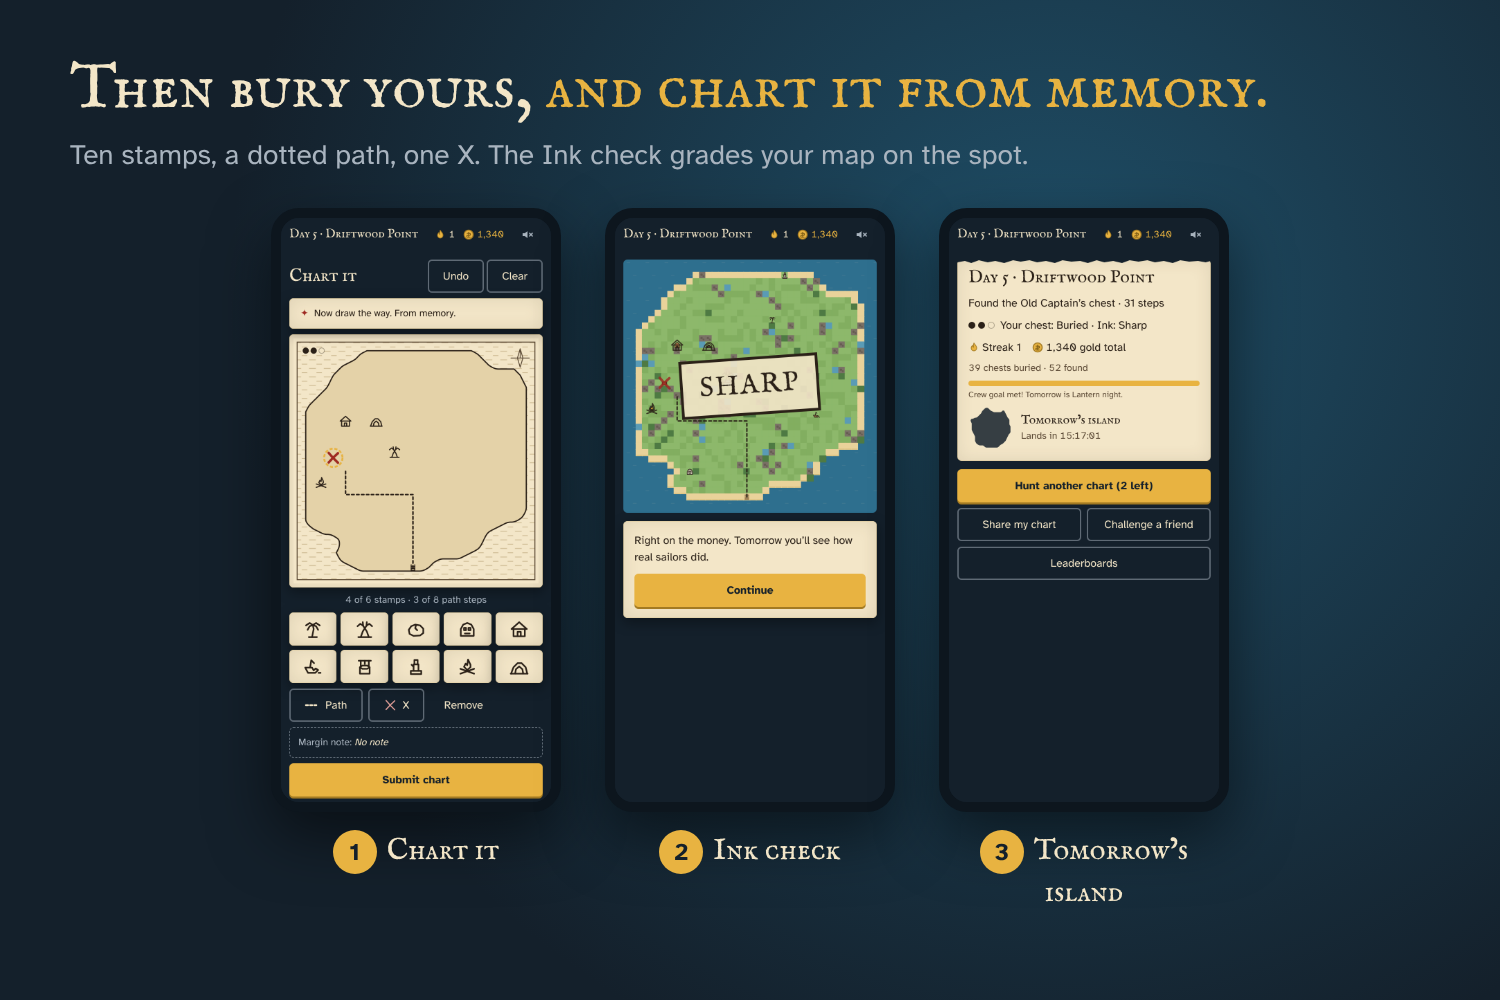 Then bury yours, and chart it from memory.
Ten stamps, a dotted path, one X. The Ink check grades your map on the spot.
Day 5 · Driftwood Point 1 1,340
Chart it Undo Clear
Now draw the way. From memory.
4 of 6 stamps · 3 of 8 path steps
Path X Remove
Margin note: No note
Submit chart
1 Chart it
Day 5 · Driftwood Point 1 1,340
SHARP
Right on the money. Tomorrow you'll see how
real sailors did.
Continue
2 Ink check
Day 5 · Driftwood Point 1 1,340
Day 5 · Driftwood Point
Found the Old Captain's chest · 31 steps
Your chest: Buried · Ink: Sharp
Streak 1 1,340 gold total
39 chests buried · 52 found
Crew goal met! Tomorrow is Lantern night.
Tomorrow's island
Lands in 15:17:01
Hunt another chart (2 left)
Share my chart Challenge a friend
Leaderboards
3 Tomorrow's
island